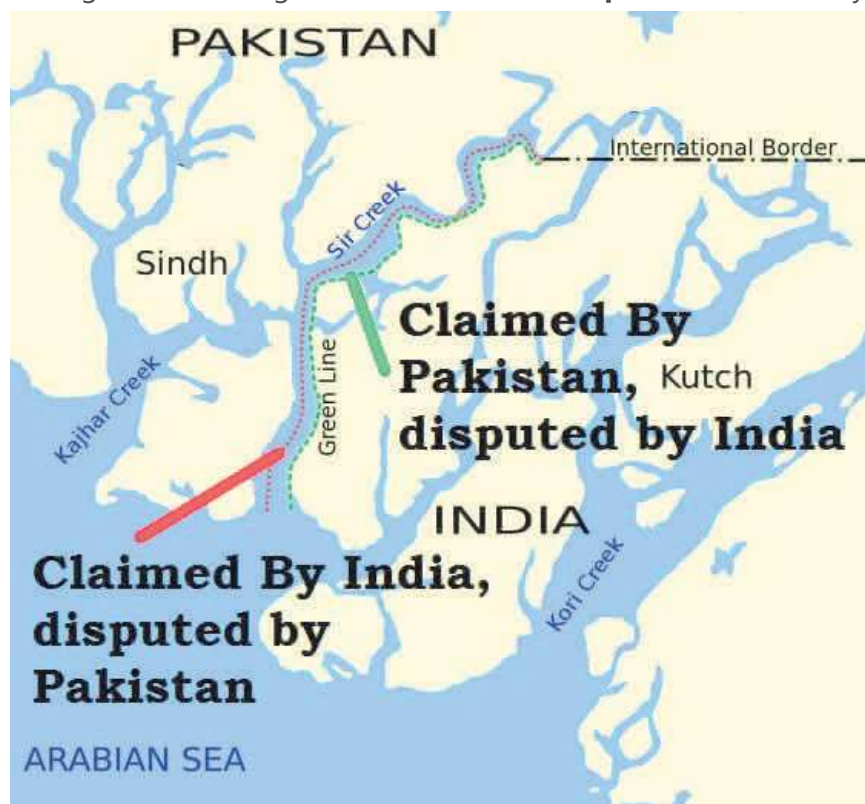 PAKISTAN
International Border
Sir Creek
Sindh
Claimed By
Pakistan,
disputed by India
Kutch
Green Line
Kajhar Creek
INDIA
Claimed By India,
disputed by
Pakistan
Kori Creek
ARABIAN SEA